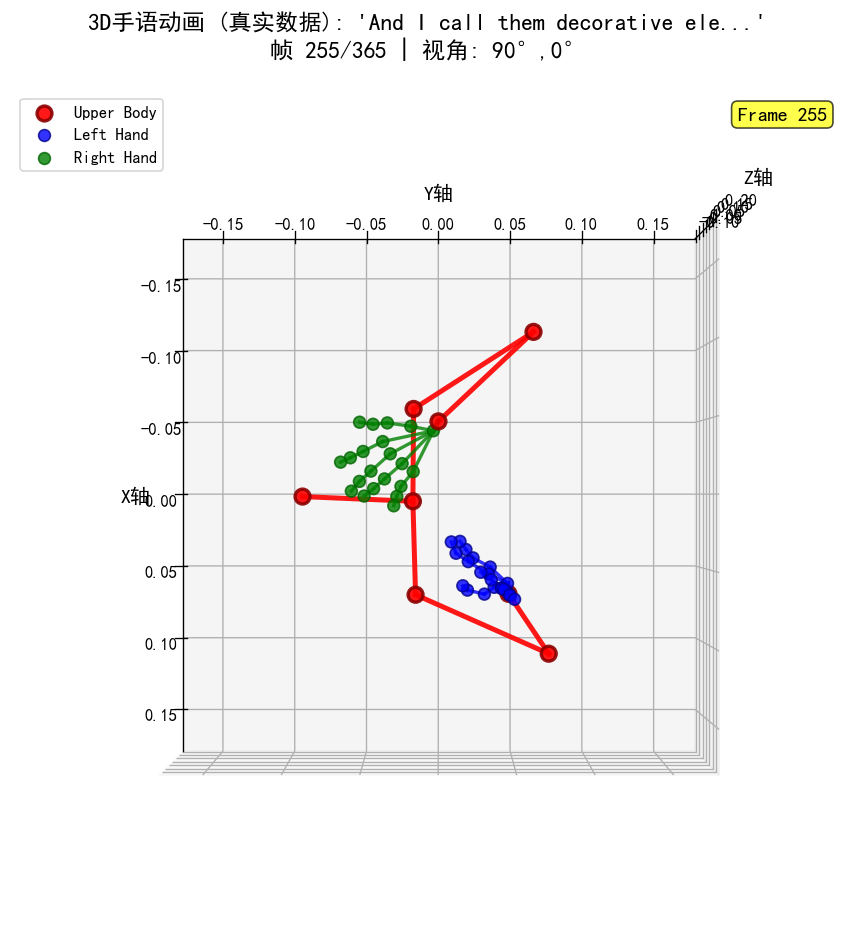 3D手语动画 (真实数据): 'And I call them decorative ele...'
帧 255/365 | 视角: 90°,0°
Upper Body
Left Hand
Right Hand
Frame 255
Z轴
Y轴
−0.15 −0.10 −0.05 0.00 0.05 0.10 0.15
−0.15
−0.10
−0.05
X轴
0.00
0.05
0.10
0.15